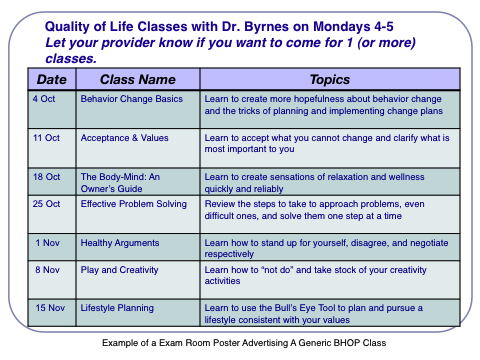 Quality of Life Classes with Dr. Byrnes on Mondays 4-5
Let your provider know if you want to come for 1 (or more)
classes.
Date Class Name Topics
4 Oct Behavior Change Basics Learn to create more hopefulness about behavior change
and the tricks of planning and implementing change plans
11 Oct Acceptance & Values Learn to accept what you cannot change and clarify what is
most important to you
18 Oct The Body-Mind: An Learn to create sensations of relaxation and wellness
Owner's Guide quickly and reliably
25 Oct Effective Problem Solving Review the steps to take to approach problems, even
difficult ones, and solve them one step at a time
1 Nov Healthy Arguments Learn how to stand up for yourself, disagree, and negotiate
respectively
8 Nov Play and Creativity Learn how to “not do” and take stock of your creativity
activities
15 Nov Lifestyle Planning Learn to use the Bull's Eye Tool to plan and pursue a
lifestyle consistent with your values
Example of a Exam Room Poster Advertising A Generic BHOP Class